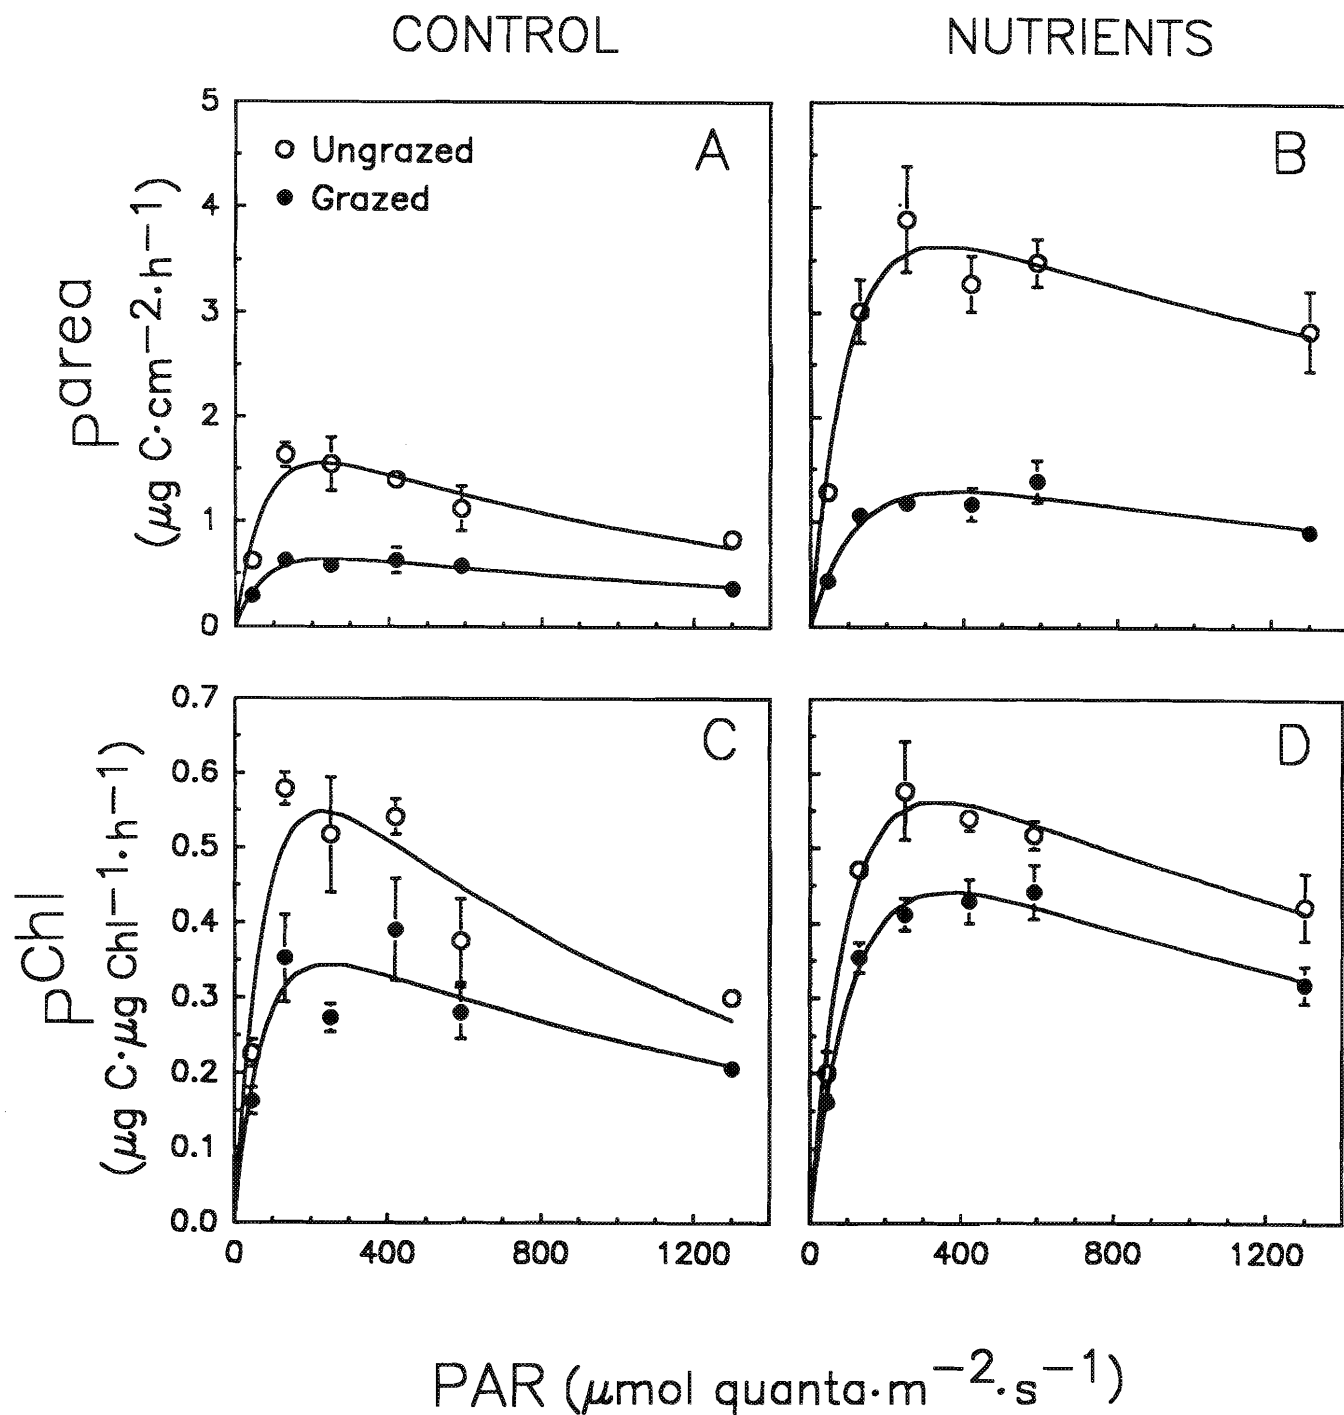 CONTROL
NUTRIENTS
5
4
3
2
1
0
Ungrazed
Grazed
A
B
Parea
(μg C·cm−2·h−1)
0.7
0.6
0.5
0.4
0.3
0.2
0.1
0.0
C
D
PChl
(μg C·μg Chl−1·h−1)
0 400 800 1200
0 400 800 1200
PAR (μmol quanta·m−2·s−1)